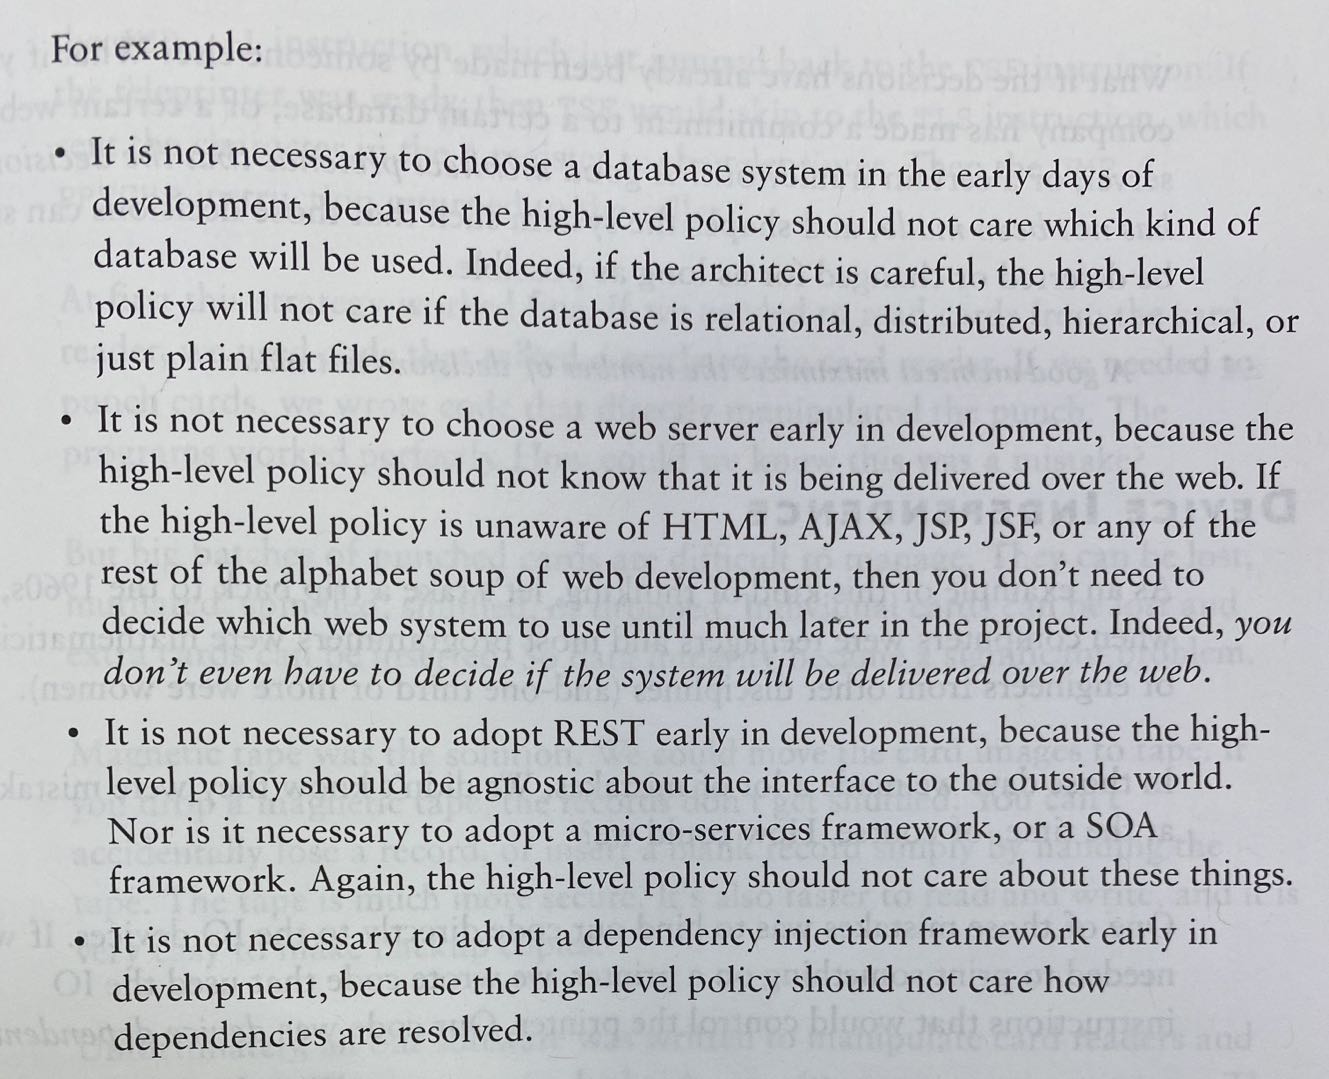 For example:
• It is not necessary to choose a database system in the early days of
development, because the high-level policy should not care which kind of
database will be used. Indeed, if the architect is careful, the high-level
policy will not care if the database is relational, distributed, hierarchical, or
just plain flat files.
• It is not necessary to choose a web server early in development, because the
high-level policy should not know that it is being delivered over the web. If
the high-level policy is unaware of HTML, AJAX, JSP, JSF, or any of the
rest of the alphabet soup of web development, then you don't need to
decide which web system to use until much later in the project. Indeed, you
don't even have to decide if the system will be delivered over the web.
• It is not necessary to adopt REST early in development, because the high-
level policy should be agnostic about the interface to the outside world.
Nor is it necessary to adopt a micro-services framework, or a SOA
framework. Again, the high-level policy should not care about these things.
• It is not necessary to adopt a dependency injection framework early in
development, because the high-level policy should not care how
dependencies are resolved.